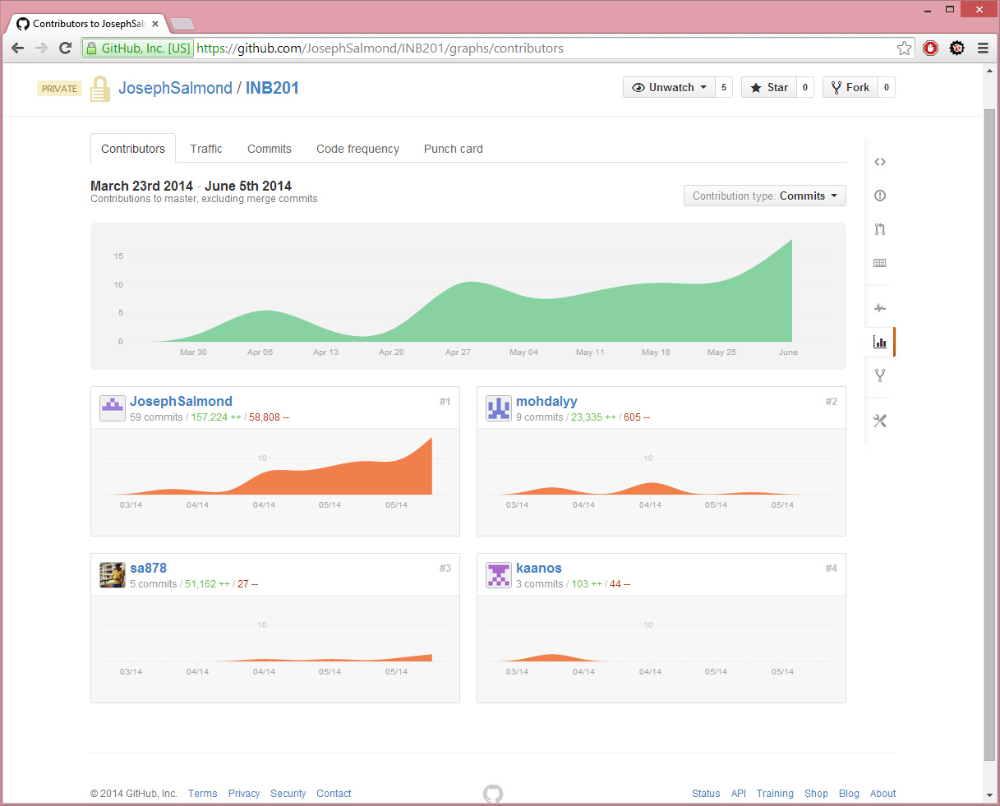 Contributors to JosephSal
GitHub, Inc. [US] https://github.com/JosephSalmond/INB201/graphs/contributors
PRIVATE JosephSalmond / INB201 Unwatch 5 Star 0 Fork 0
Contributors Traffic Commits Code frequency Punch card
March 23rd 2014 - June 5th 2014
Contributions to master, excluding merge commits
Contribution type: Commits
15
10
5
0
Mar 30 Apr 06 Apr 13 Apr 20 Apr 27 May 04 May 11 May 18 May 25 June
JosephSalmond #1
59 commits / 157,224 ++ / 58,808 --
10
03/14 04/14 04/14 05/14 05/14
mohdalyy #2
9 commits / 23,335 ++ / 605 --
10
03/14 04/14 04/14 05/14 05/14
sa878 #3
5 commits / 51,162 ++ / 27 --
10
03/14 04/14 04/14 05/14 05/14
kaanos #4
3 commits / 103 ++ / 44 --
10
03/14 04/14 04/14 05/14 05/14
© 2014 GitHub, Inc. Terms Privacy Security Contact Status API Training Shop Blog About